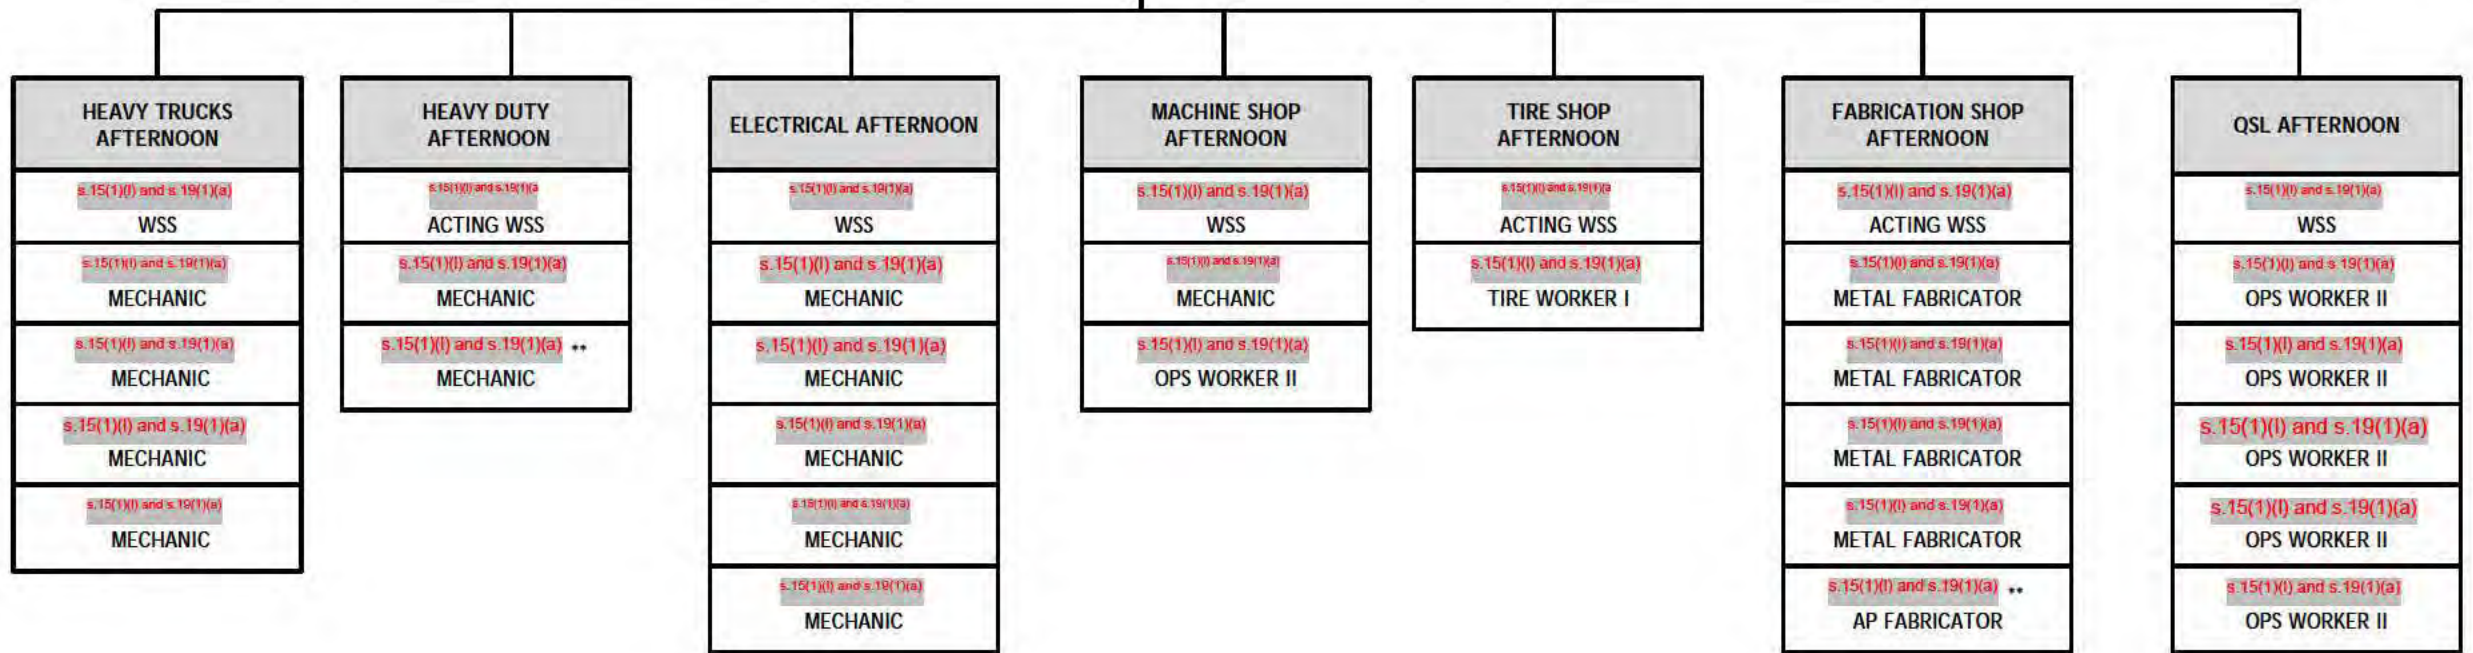 HEAVY TRUCKS
AFTERNOON
s.15(1)(l) and s.19(1)(a)
WSS
s.15(1)(l) and s.19(1)(a)
MECHANIC
s.15(1)(l) and s.19(1)(a)
MECHANIC
s.15(1)(l) and s.19(1)(a)
MECHANIC
s.15(1)(l) and s.19(1)(a)
MECHANIC
HEAVY DUTY
AFTERNOON
s.15(1)(l) and s.19(1)(a
ACTING WSS
s.15(1)(l) and s.19(1)(a)
MECHANIC
s.15(1)(l) and s.19(1)(a) **
MECHANIC
ELECTRICAL AFTERNOON
s.15(1)(l) and s.19(1)(a)
WSS
s.15(1)(l) and s.19(1)(a)
MECHANIC
s.15(1)(l) and s.19(1)(a)
MECHANIC
s.15(1)(l) and s.19(1)(a)
MECHANIC
s.15(1)(l) and s.19(1)(a)
MECHANIC
s.15(1)(l) and s.19(1)(a)
MECHANIC
MACHINE SHOP
AFTERNOON
s.15(1)(l) and s.19(1)(a)
WSS
s.15(1)(l) and s.19(1)(a)
MECHANIC
s.15(1)(l) and s.19(1)(a)
OPS WORKER II
TIRE SHOP
AFTERNOON
s.15(1)(l) and s.19(1)(a
ACTING WSS
s.15(1)(l) and s.19(1)(a)
TIRE WORKER I
FABRICATION SHOP
AFTERNOON
s.15(1)(l) and s.19(1)(a)
ACTING WSS
s.15(1)(l) and s.19(1)(a)
METAL FABRICATOR
s.15(1)(l) and s.19(1)(a)
METAL FABRICATOR
s.15(1)(l) and s.19(1)(a)
METAL FABRICATOR
s.15(1)(l) and s.19(1)(a)
METAL FABRICATOR
s.15(1)(l) and s.19(1)(a) **
AP FABRICATOR
QSL AFTERNOON
s.15(1)(l) and s.19(1)(a)
WSS
s.15(1)(l) and s 19(1)(a)
OPS WORKER II
s.15(1)(l) and s.19(1)(a)
OPS WORKER II
s.15(1)(l) and s.19(1)(a)
OPS WORKER II
s.15(1)(l) and s.19(1)(a)
OPS WORKER II
s.15(1)(l) and s.19(1)(a)
OPS WORKER II